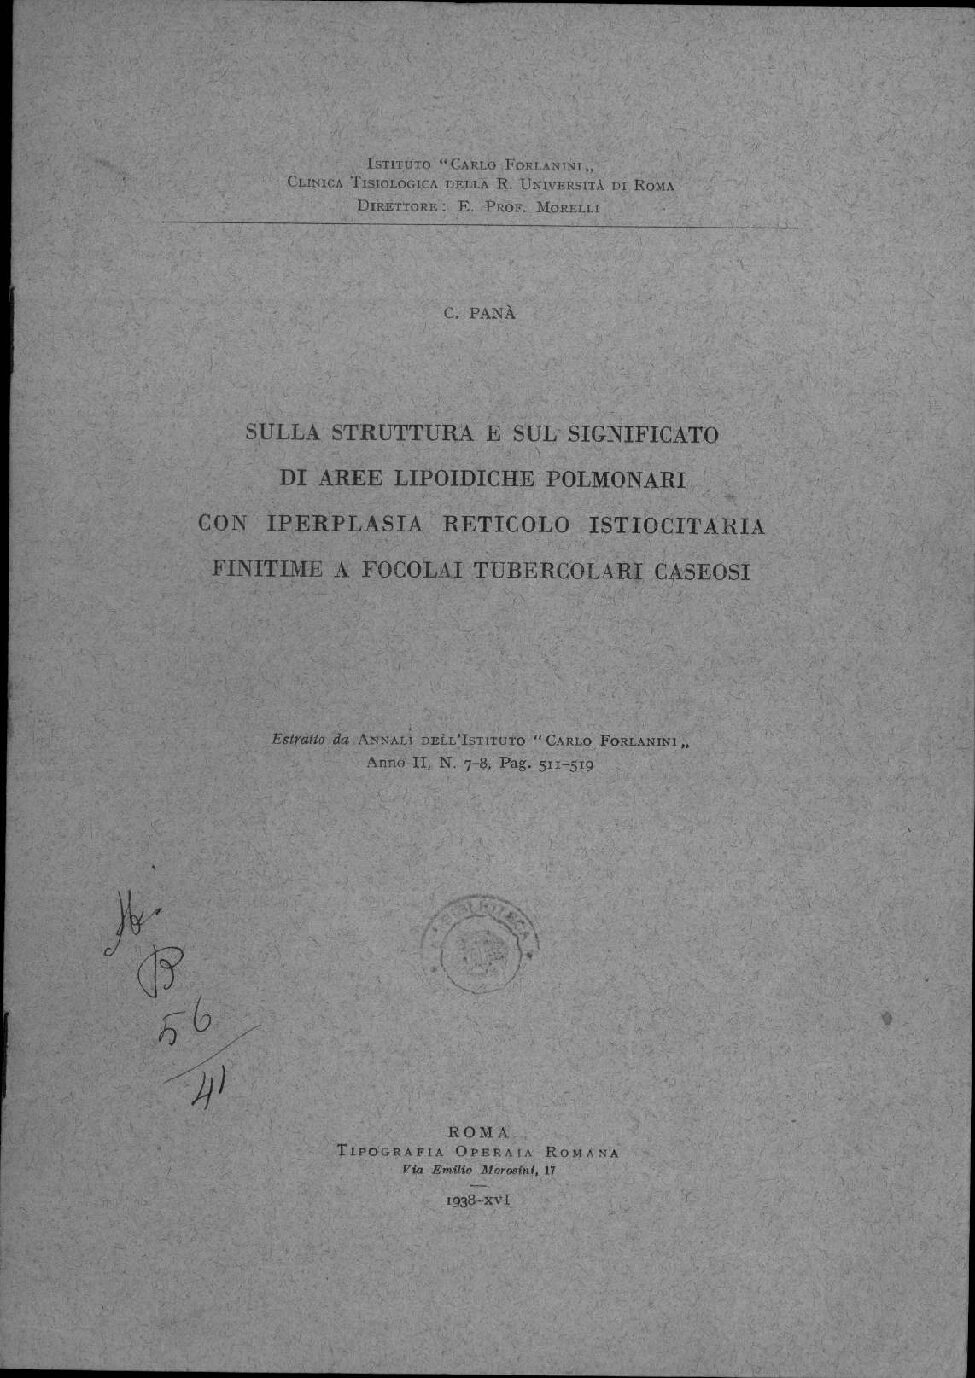 ISTITUTO "CARLO FORLANINI„
CLINICA TISIOLOGICA DELLA R. UNIVERSITÀ DI ROMA
DIRETTORE: E. PROF. MORELLI
C. PANÀ
SULLA STRUTTURA E SUL SIGNIFICATO
DI AREE LIPOIDICHE POLMONARI
CON IPERPLASIA RETICOLO ISTIOCITARIA
FINITIME A FOCOLAI TUBERCOLARI CASEOSI
Estratto da ANNALI DELL'ISTITUTO "CARLO FORLANINI„
Anno II, N. 7-8, Pag. 511-519
BIBLIOTECA
B
56
41
ROMA
TIPOGRAFIA OPERAIA ROMANA
Via Emilio Morosini, 17
1938-XVI